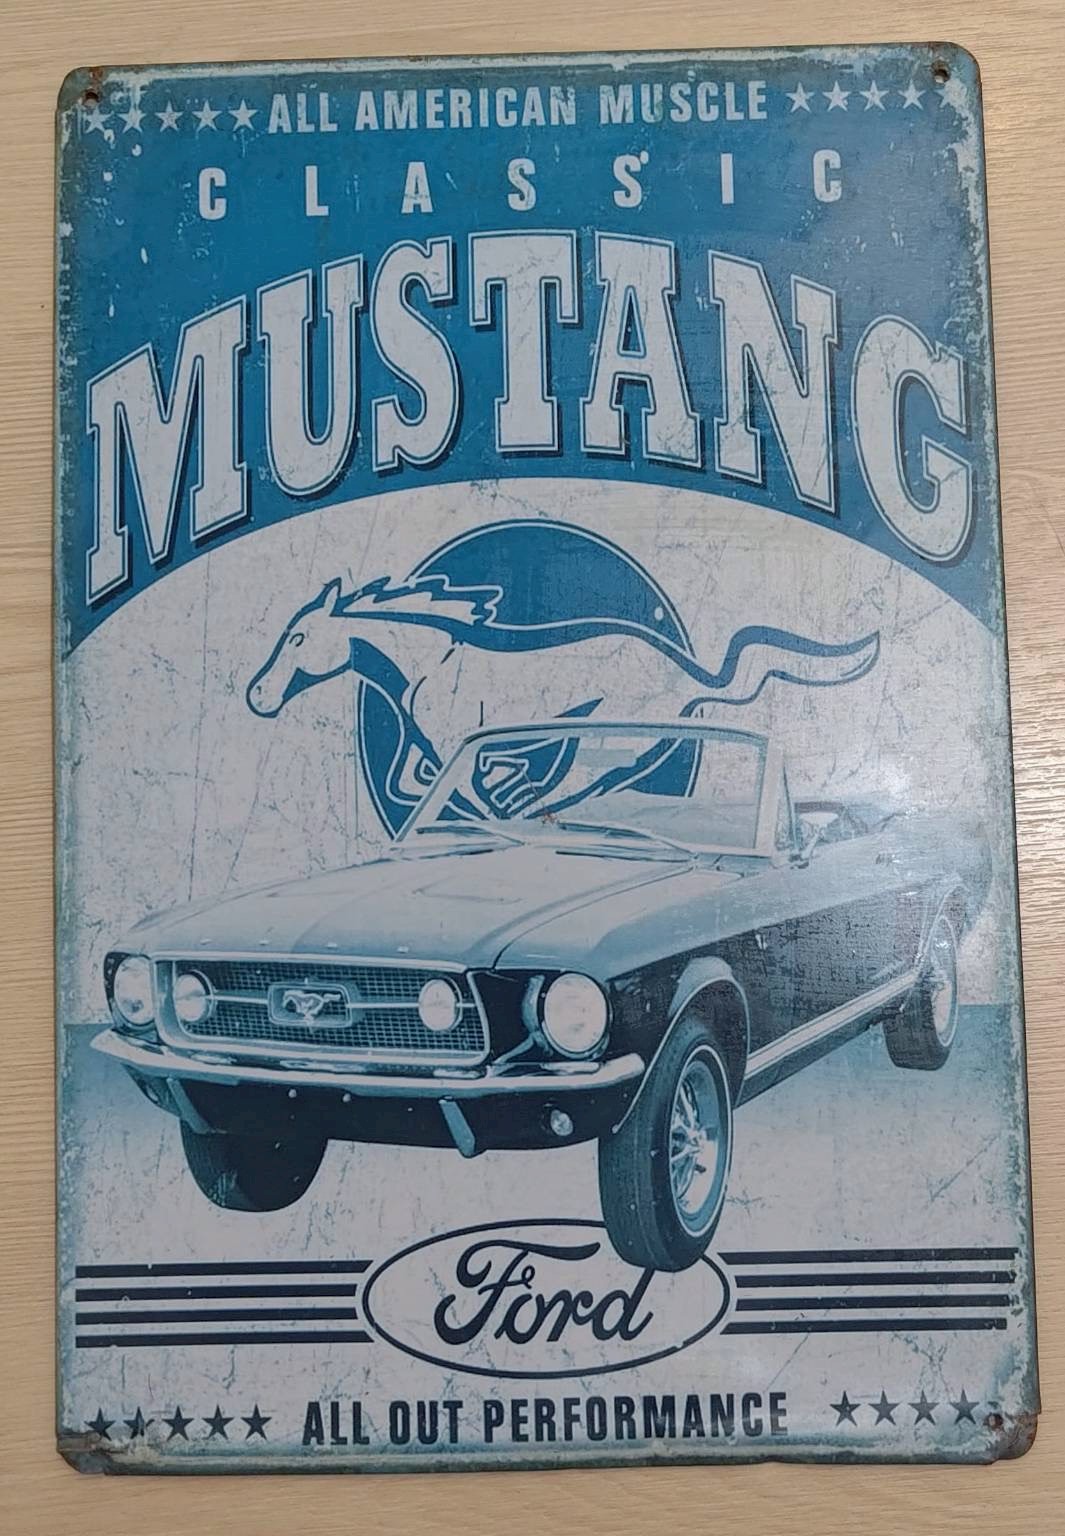 ALL AMERICAN MUSCLE
CLASSIC
MUSTANG
Ford
ALL OUT PERFORMANCE